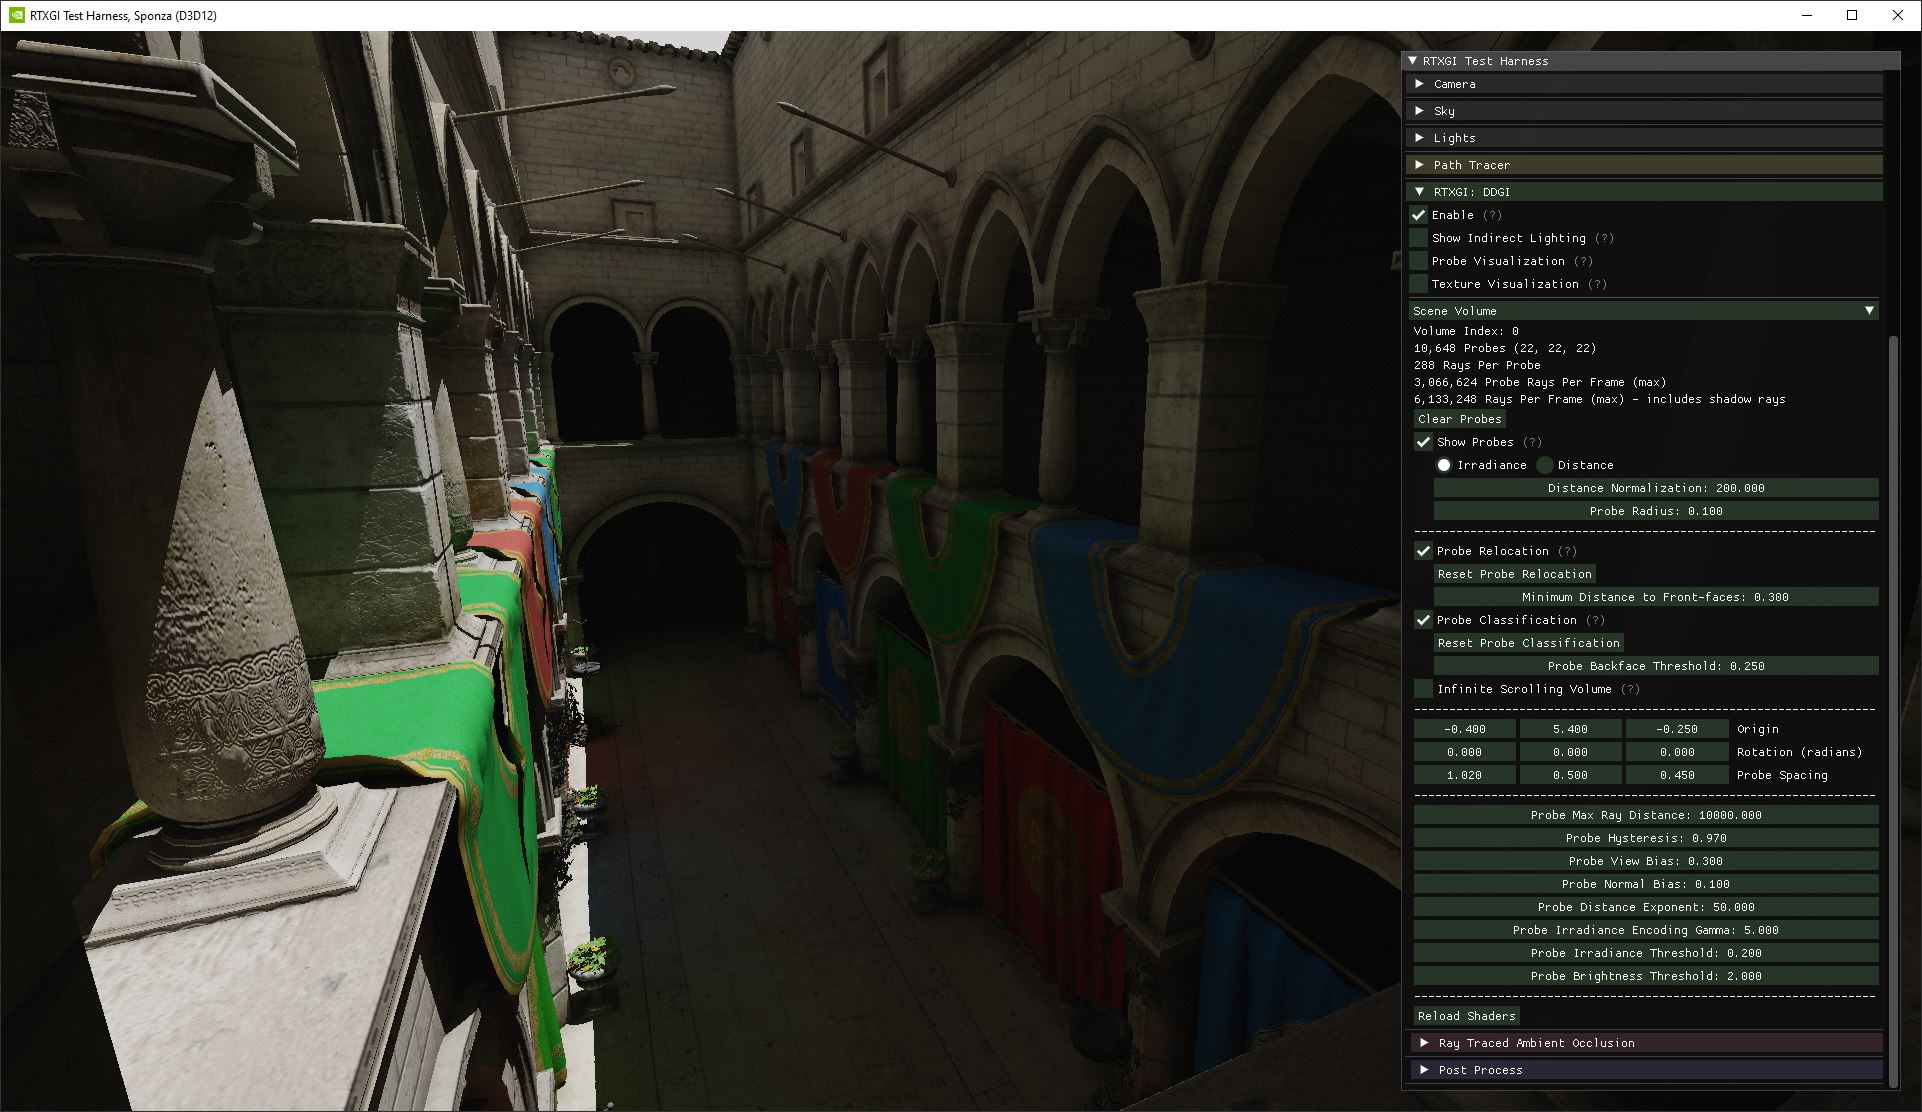 RTXGI Test Harness, Sponza (D3D12)
RTXGI Test Harness
Camera
Sky
Lights
Path Tracer
RTXGI: DDGI
Enable (?)
Show Indirect Lighting (?)
Probe Visualization (?)
Texture Visualization (?)
Scene Volume
Volume Index: 0
10,648 Probes (22, 22, 22)
288 Rays Per Probe
3,066,624 Probe Rays Per Frame (max)
6,133,248 Rays Per Frame (max) - includes shadow rays
Clear Probes
Show Probes (?)
Irradiance Distance
Distance Normalization: 200.000
Probe Radius: 0.100
Probe Relocation (?)
Reset Probe Relocation
Minimum Distance to Front-faces: 0.300
Probe Classification (?)
Reset Probe Classification
Probe Backface Threshold: 0.250
Infinite Scrolling Volume (?)
-0.400 5.400 -0.250 Origin
0.000 0.000 0.000 Rotation (radians)
1.020 0.500 0.450 Probe Spacing
Probe Max Ray Distance: 10000.000
Probe Hysteresis: 0.970
Probe View Bias: 0.300
Probe Normal Bias: 0.100
Probe Distance Exponent: 50.000
Probe Irradiance Encoding Gamma: 5.000
Probe Irradiance Threshold: 0.200
Probe Brightness Threshold: 2.000
Reload Shaders
Ray Traced Ambient Occlusion
Post Process